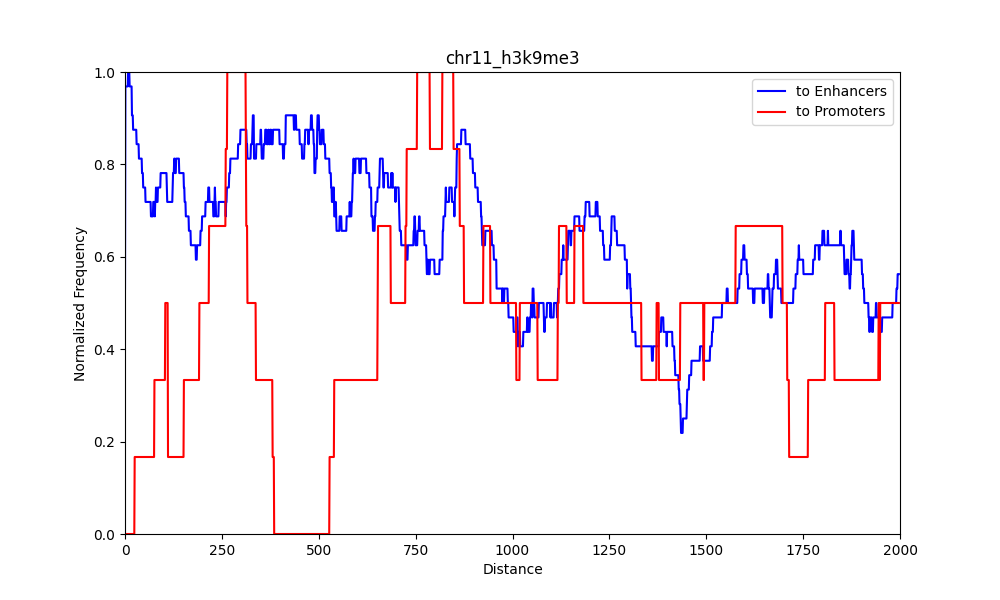 chr11_h3k9me3
to Enhancers
to Promoters
Normalized Frequency
1.0
0.8
0.6
0.4
0.2
0.0
0 250 500 750 1000 1250 1500 1750 2000
Distance